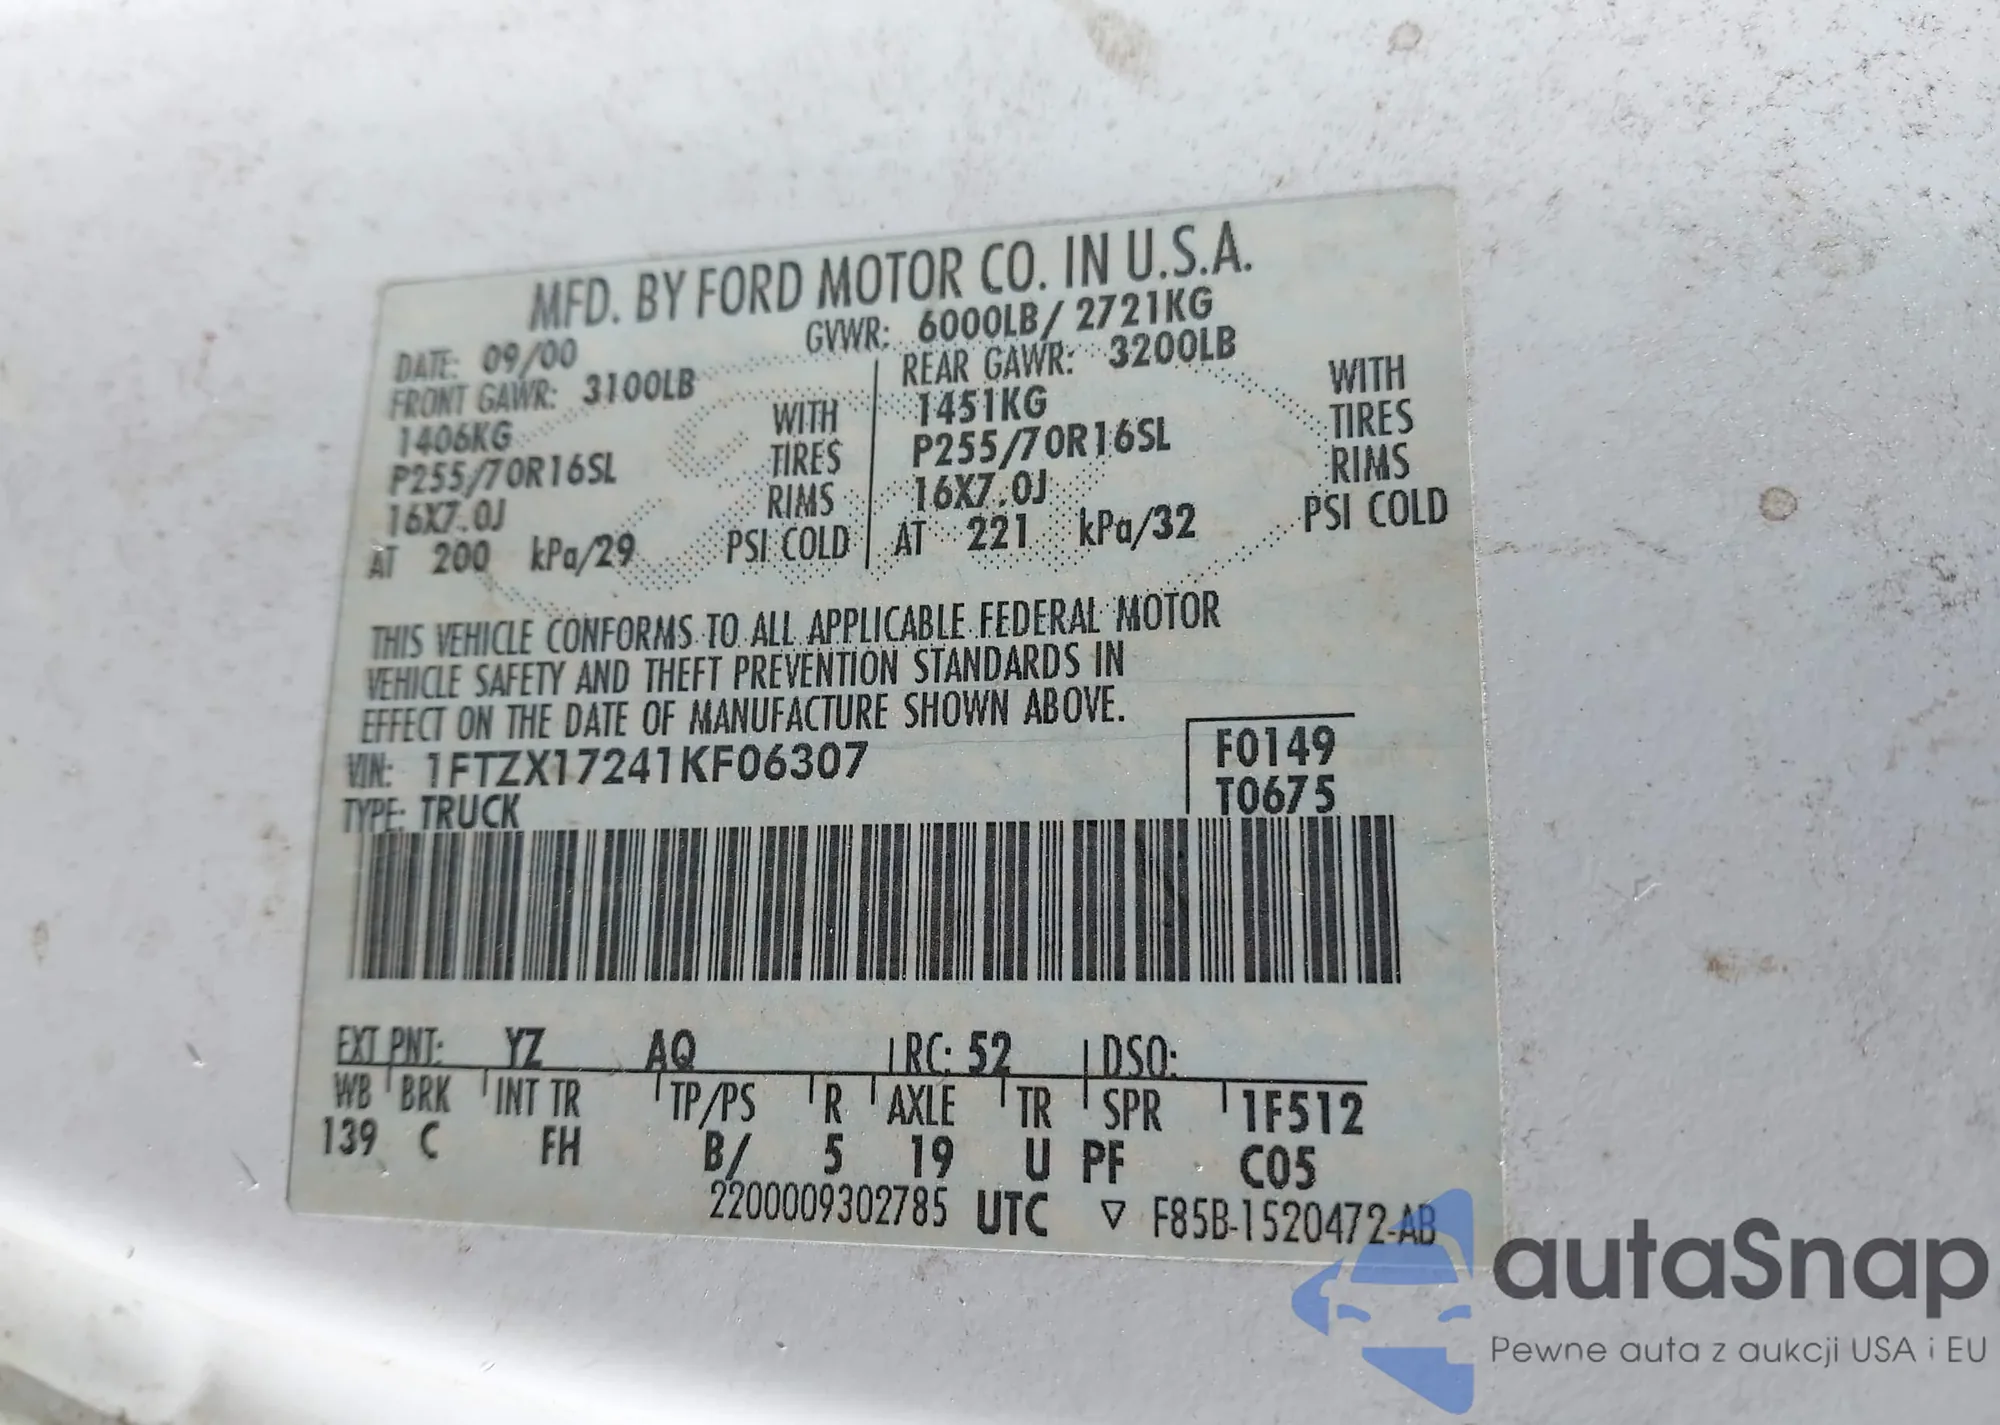 MFD. BY FORD MOTOR CO. IN U.S.A.
DATE: 09/00 GVWR: 6000LB/ 2721KG
FRONT GAWR: 3100LB REAR GAWR: 3200LB
1406KG WITH 1451KG WITH
P255/70R16SL TIRES P255/70R16SL TIRES
16X7.0J RIMS 16X7.0J RIMS
AT 200 kPa/29 PSI COLD AT 221 kPa/32 PSI COLD
THIS VEHICLE CONFORMS TO ALL APPLICABLE FEDERAL MOTOR
VEHICLE SAFETY AND THEFT PREVENTION STANDARDS IN
EFFECT ON THE DATE OF MANUFACTURE SHOWN ABOVE.
VIN: 1FTZX17241KF06307 F0149
TYPE: TRUCK T0675
EXT PNT: YZ AQ RC: 52 DSO:
WB BRK INT TR TP/PS R AXLE TR SPR 1F512
139 C FH B/ 5 19 U PF C05
2200009302785 UTC ▽ F85B-1520472-AB
autaSnap
Pewne auta z aukcji USA i EU